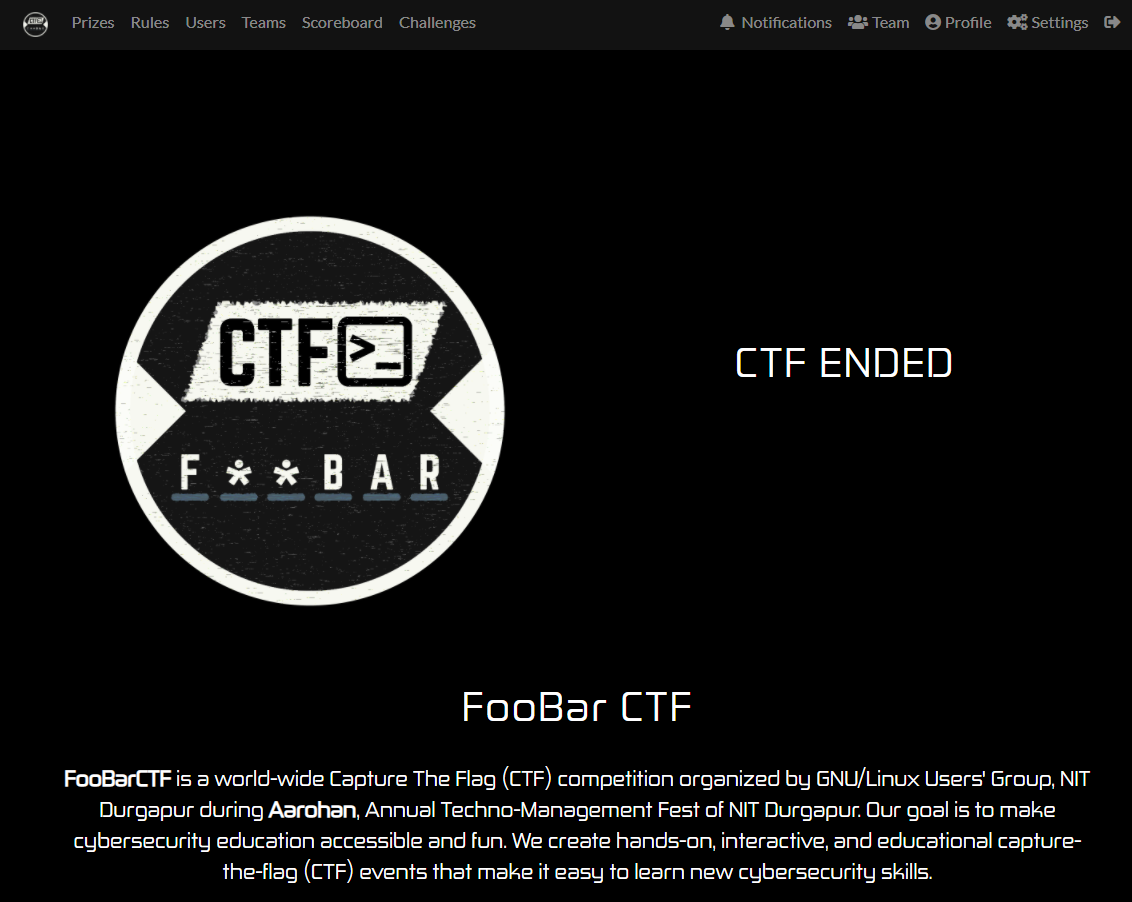 Prizes Rules Users Teams Scoreboard Challenges Notifications Team Profile Settings
CTF>_
F**BAR
CTF ENDED
FooBar CTF
FooBarCTF is a world-wide Capture The Flag (CTF) competition organized by GNU/Linux Users' Group, NIT
Durgapur during Aarohan, Annual Techno-Management Fest of NIT Durgapur. Our goal is to make
cybersecurity education accessible and fun. We create hands-on, interactive, and educational capture-
the-flag (CTF) events that make it easy to learn new cybersecurity skills.